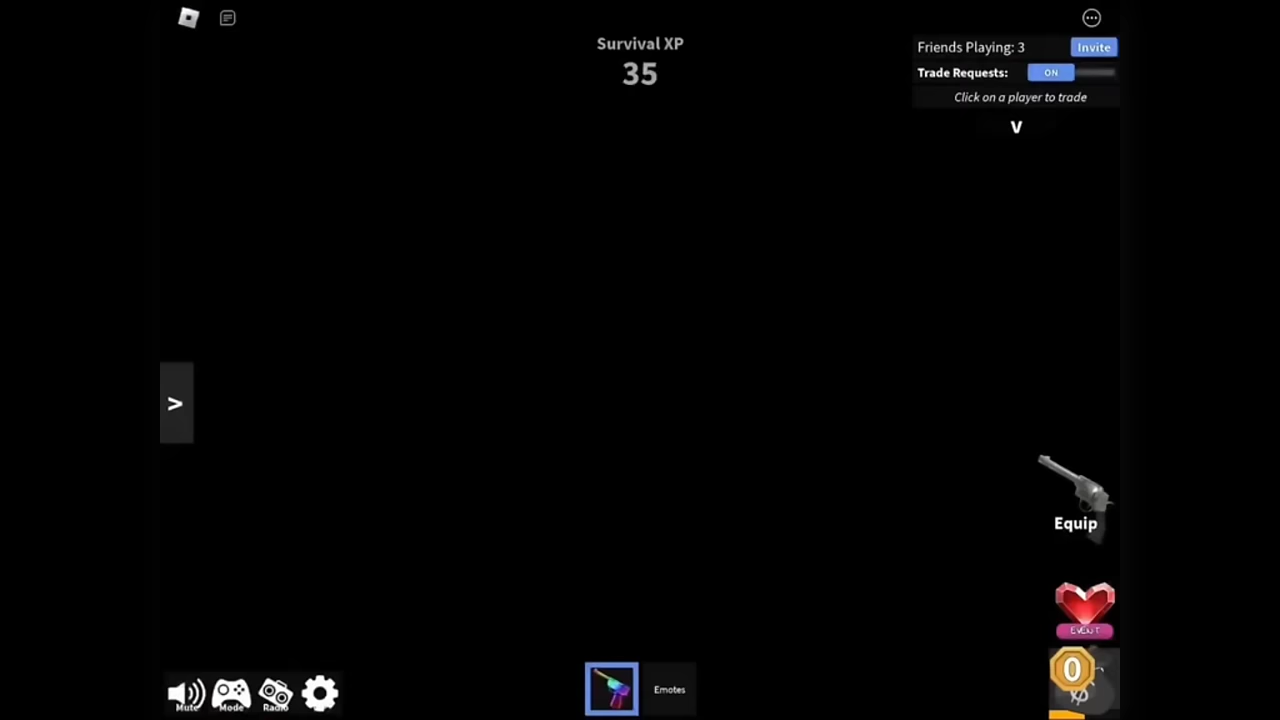 Survival XP
35
Friends Playing: 3
Invite
Trade Requests:
ON
Click on a player to trade
v
>
Equip
EVENT
0
Mute
Mode
Radio
Emotes